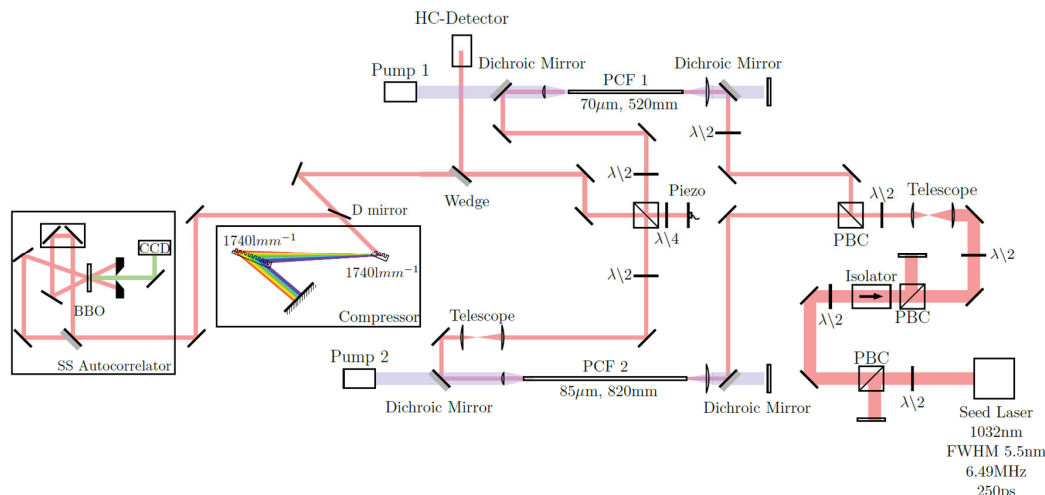 HC-Detector
Pump 1
Dichroic Mirror
PCF 1
70μm, 520mm
Dichroic Mirror
λ\2
λ\2
Piezo
λ\4
λ\2
Telescope
PBC
λ\2
Wedge
D mirror
1740lmm⁻¹
1740lmm⁻¹
Compressor
CCD
BBO
SS Autocorrelator
λ\2
Isolator
PBC
λ\2
Telescope
Pump 2
Dichroic Mirror
PCF 2
85μm, 820mm
Dichroic Mirror
PBC
λ\2
Seed Laser
1032nm
FWHM 5.5nm
6.49MHz
250ps